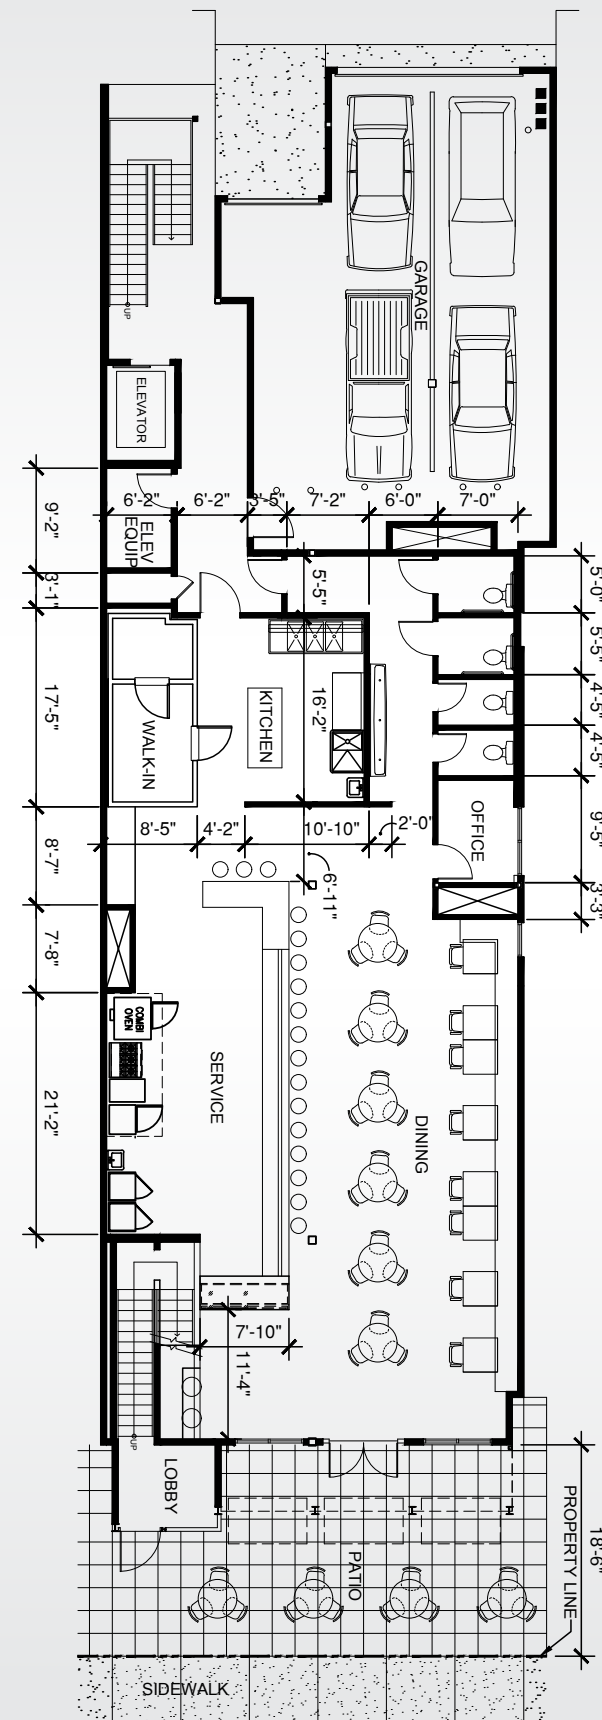 GARAGE
UP
ELEVATOR
6'-2"
6'-2"
3'-5"
7'-2"
6'-0"
7'-0"
ELEV
EQUIP
9'-2"
3'-1"
17'-5"
8'-7"
7'-8"
21'-2"
5'-5"
5'-0"
5'-5"
4'-5"
4'-5"
9'-5"
3'-3"
KITCHEN
16'-2"
WALK-IN
OFFICE
8'-5"
4'-2"
10'-10"
2'-0"
6'-11"
COMBI
OVEN
SERVICE
DINING
7'-10"
11'-4"
UP
LOBBY
PATIO
PROPERTY LINE
18'-6"
SIDEWALK